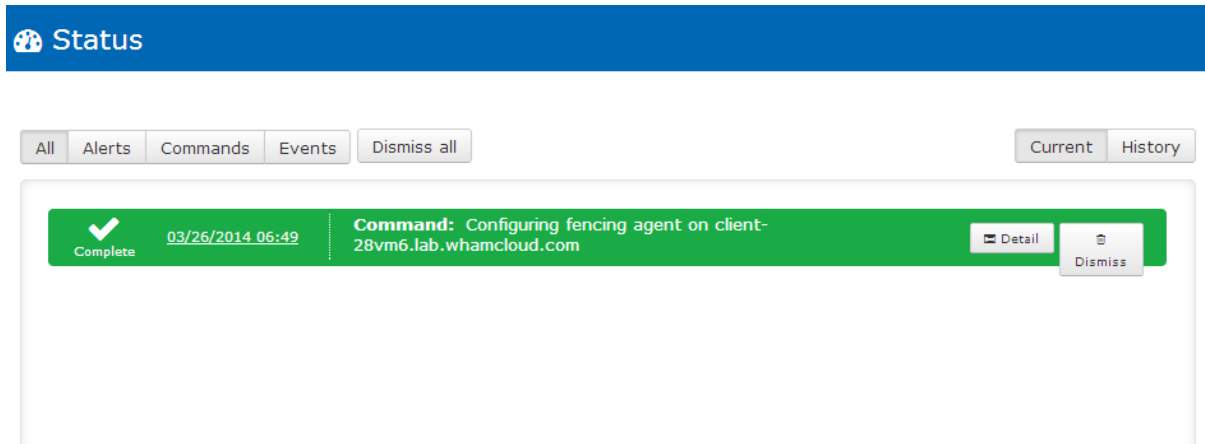 Status
All Alerts Commands Events Dismiss all Current History
Command: Configuring fencing agent on client-
Complete 03/26/2014 06:49 28vm6.lab.whamcloud.com Detail Dismiss